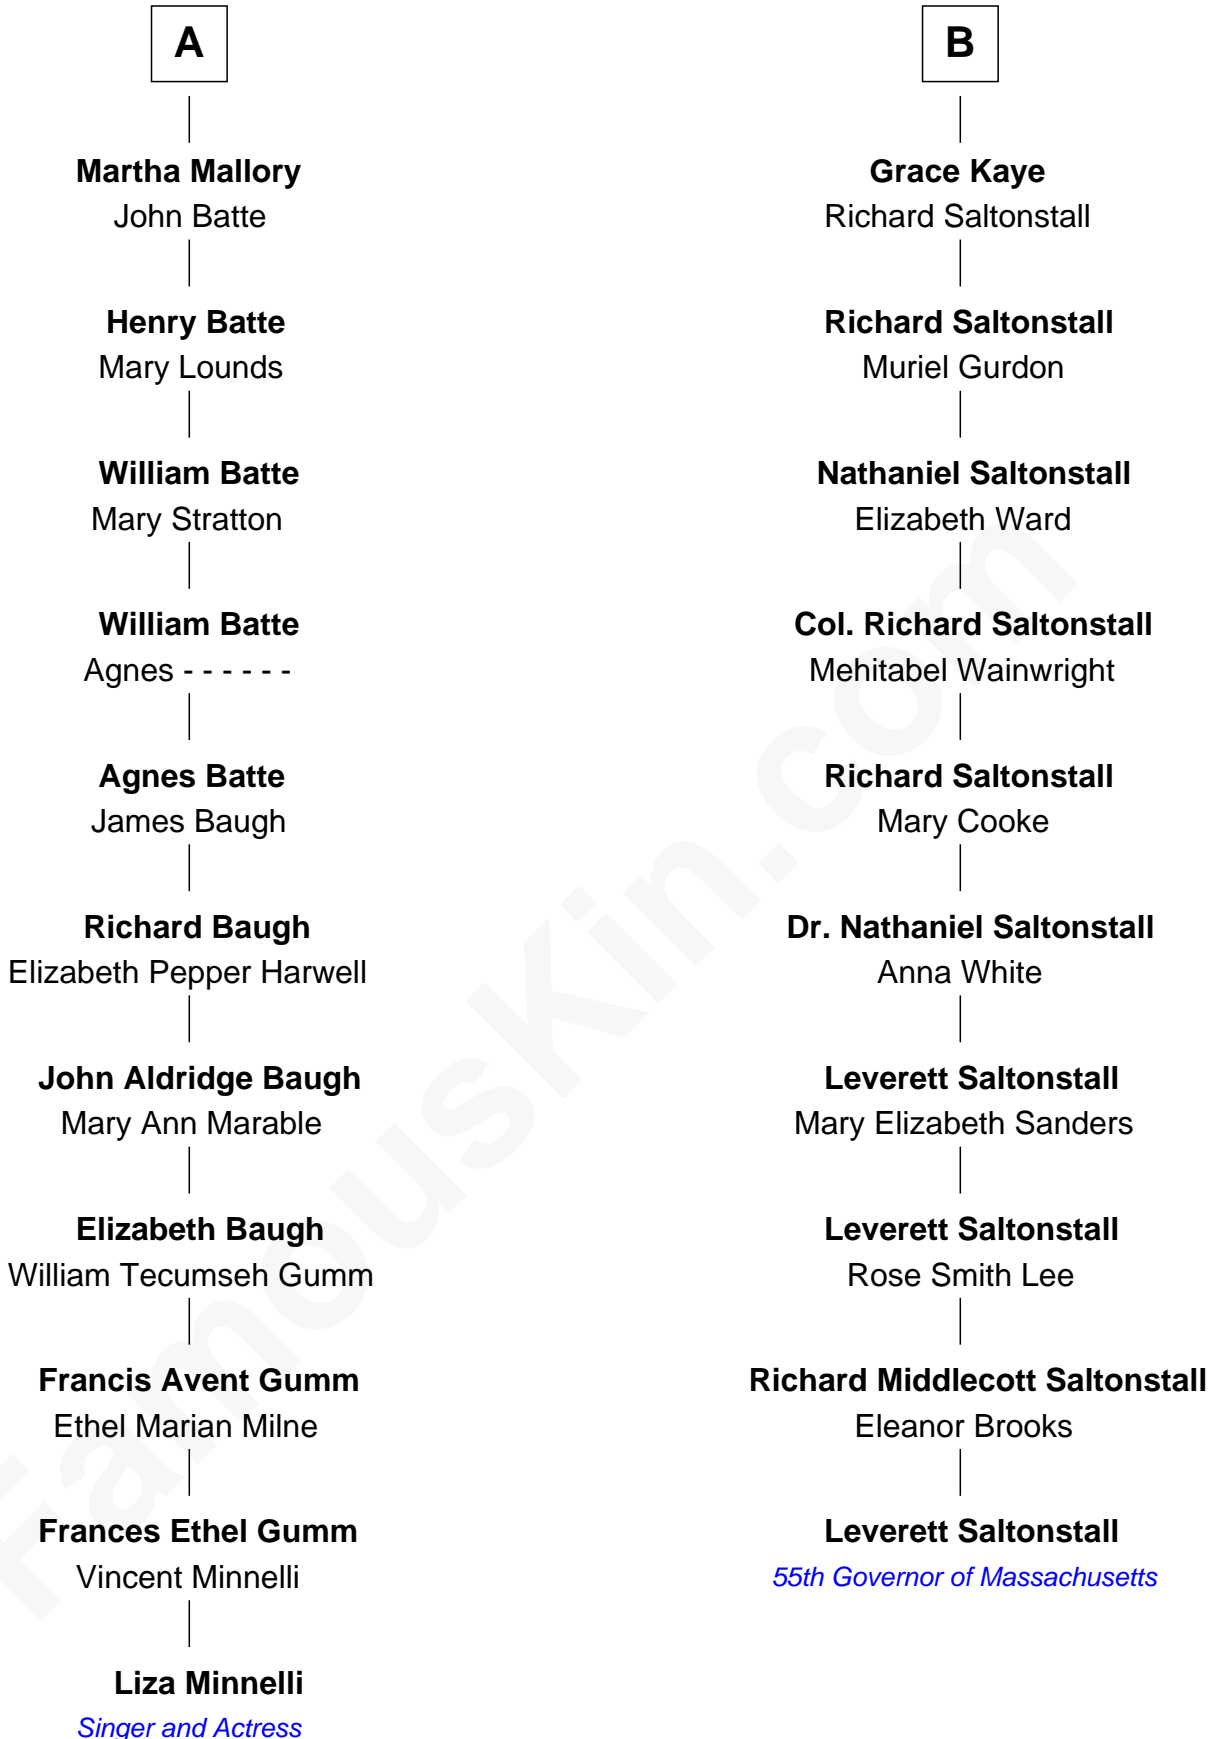 A
Martha Mallory
John Batte
Henry Batte
Mary Lounds
William Batte
Mary Stratton
William Batte
Agnes - - - - - -
Agnes Batte
James Baugh
Richard Baugh
Elizabeth Pepper Harwell
John Aldridge Baugh
Mary Ann Marable
Elizabeth Baugh
William Tecumseh Gumm
Francis Avent Gumm
Ethel Marian Milne
Frances Ethel Gumm
Vincent Minnelli
Liza Minnelli
Singer and Actress
B
Grace Kaye
Richard Saltonstall
Richard Saltonstall
Muriel Gurdon
Nathaniel Saltonstall
Elizabeth Ward
Col. Richard Saltonstall
Mehitabel Wainwright
Richard Saltonstall
Mary Cooke
Dr. Nathaniel Saltonstall
Anna White
Leverett Saltonstall
Mary Elizabeth Sanders
Leverett Saltonstall
Rose Smith Lee
Richard Middlecott Saltonstall
Eleanor Brooks
Leverett Saltonstall
55th Governor of Massachusetts
FamousKin.com